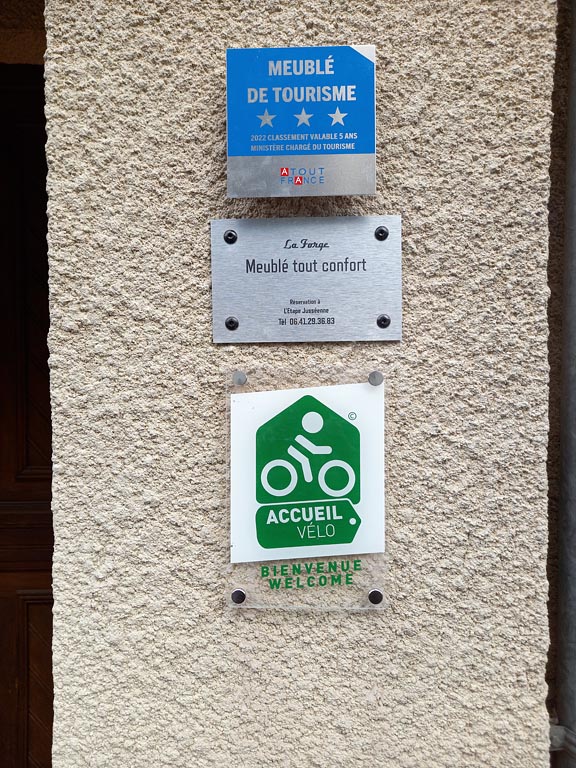 MEUBLÉ
DE TOURISME
2022 CLASSEMENT VALABLE 5 ANS
MINISTÈRE CHARGÉ DU TOURISME
ATOUT
FRANCE
La Forge
Meublé tout confort
Réservation à
L'Etape Jusséenne
Tél 06.41.29.36.83
©
ACCUEIL
VÉLO
BIENVENUE
WELCOME